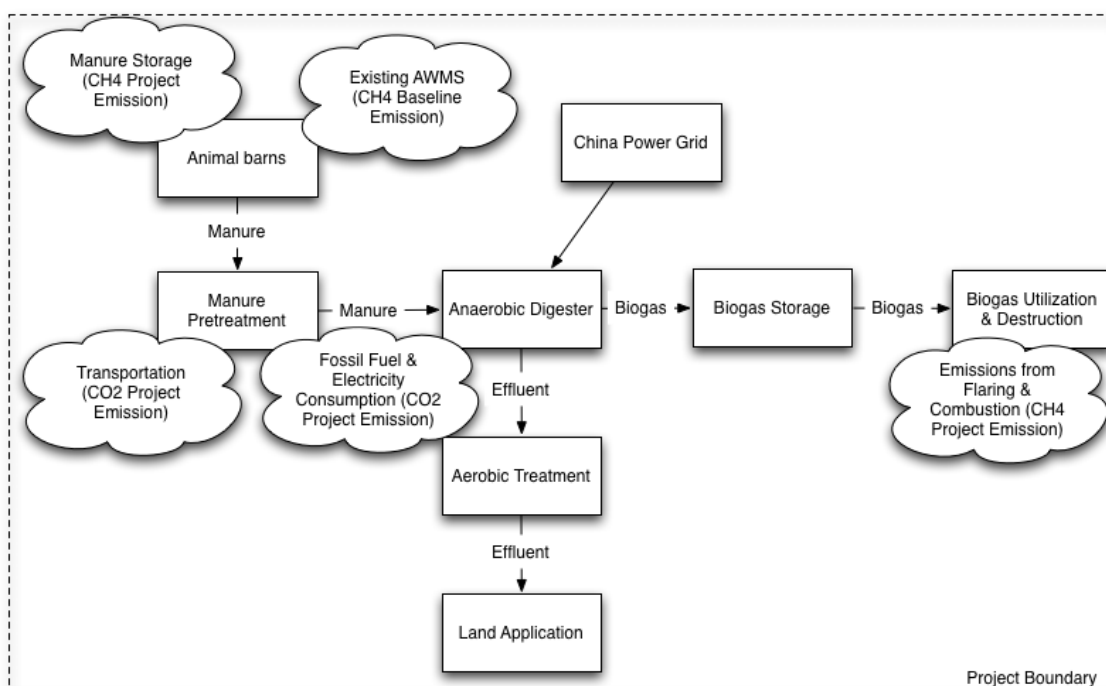 Manure Storage
(CH4 Project
Emission)
Existing AWMS
(CH4 Baseline
Emission)
Animal barns
China Power Grid
Manure
Manure
Pretreatment
Manure
Anaerobic Digester
Biogas
Biogas Storage
Biogas
Biogas Utilization
& Destruction
Transportation
(CO2 Project
Emission)
Fossil Fuel &
Electricity
Consumption (CO2
Project Emission)
Effluent
Emissions from
Flaring &
Combustion (CH4
Project Emission)
Aerobic Treatment
Effluent
Land Application
Project Boundary